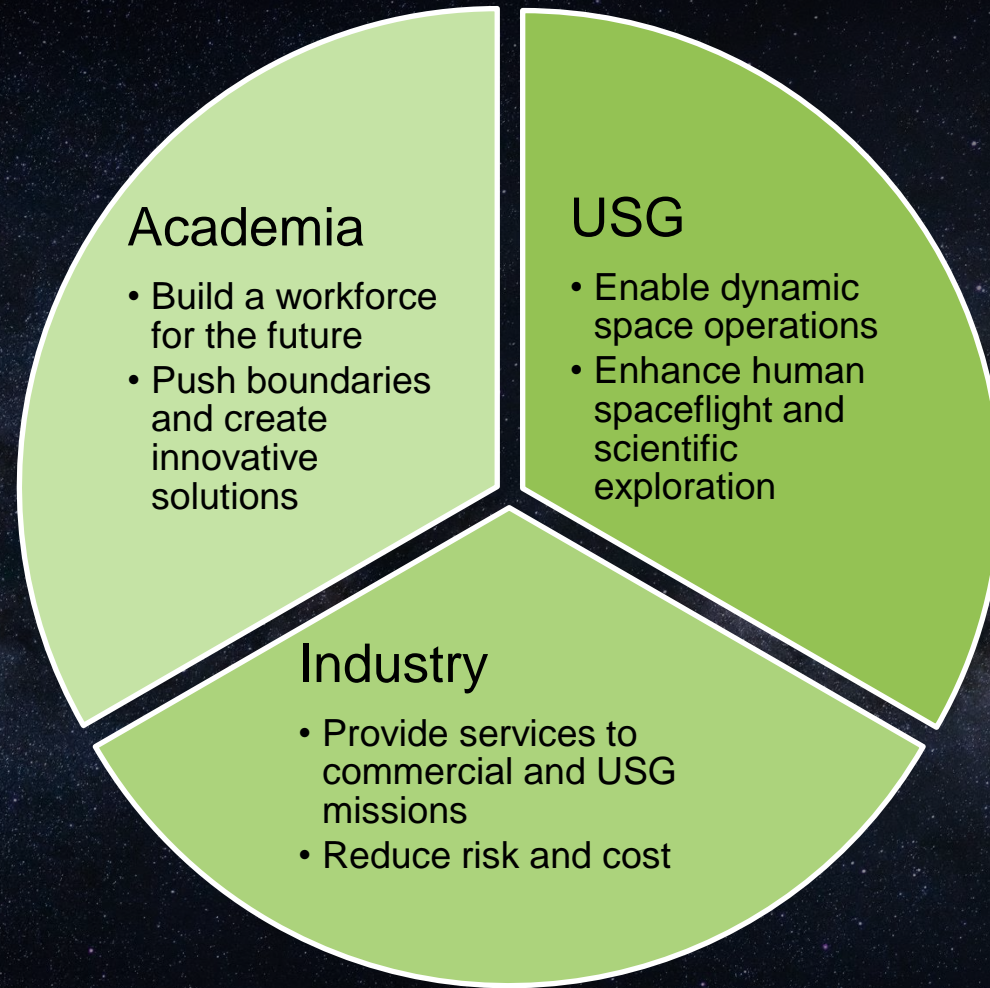 Academia
• Build a workforce
for the future
• Push boundaries
and create
innovative
solutions
USG
• Enable dynamic
space operations
• Enhance human
spaceflight and
scientific
exploration
Industry
• Provide services to
commercial and USG
missions
• Reduce risk and cost